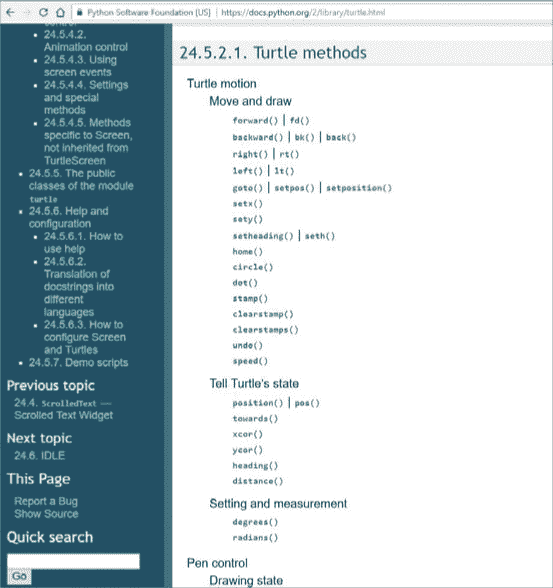 Python Software Foundation [US] | https://docs.python.org/2/library/turtle.html
24.5.4.2.
Animation control
24.5.4.3. Using
screen events
24.5.4.4. Settings
and special
methods
24.5.4.5. Methods
specific to Screen,
not inherited from
TurtleScreen
24.5.5. The public
classes of the module
turtle
24.5.6. Help and
configuration
24.5.6.1. How to
use help
24.5.6.2.
Translation of
docstrings into
different
languages
24.5.6.3. How to
configure Screen
and Turtles
24.5.7. Demo scripts
Previous topic
24.4. ScrolledText —
Scrolled Text Widget
Next topic
24.6. IDLE
This Page
Report a Bug
Show Source
Quick search
Go
24.5.2.1. Turtle methods
Turtle motion
Move and draw
forward() | fd()
backward() | bk() | back()
right() | rt()
left() | lt()
goto() | setpos() | setposition()
setx()
sety()
setheading() | seth()
home()
circle()
dot()
stamp()
clearstamp()
clearstamps()
undo()
speed()
Tell Turtle's state
position() | pos()
towards()
xcor()
ycor()
heading()
distance()
Setting and measurement
degrees()
radians()
Pen control
Drawing state